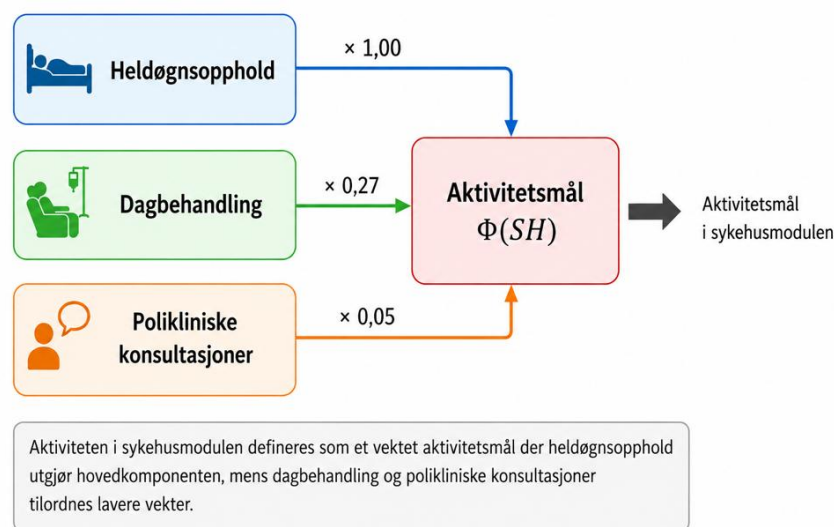 Heldøgnsopphold
× 1,00
Dagbehandling
× 0,27
Polikliniske
konsultasjoner
× 0,05
Aktivitetsmål
Φ(SH)
Aktivitetsmål
i sykehusmodulen
Aktiviteten i sykehusmodulen defineres som et vektet aktivitetsmål der heldøgnsopphold
utgjør hovedkomponenten, mens dagbehandling og polikliniske konsultasjoner
tilordnes lavere vekter.